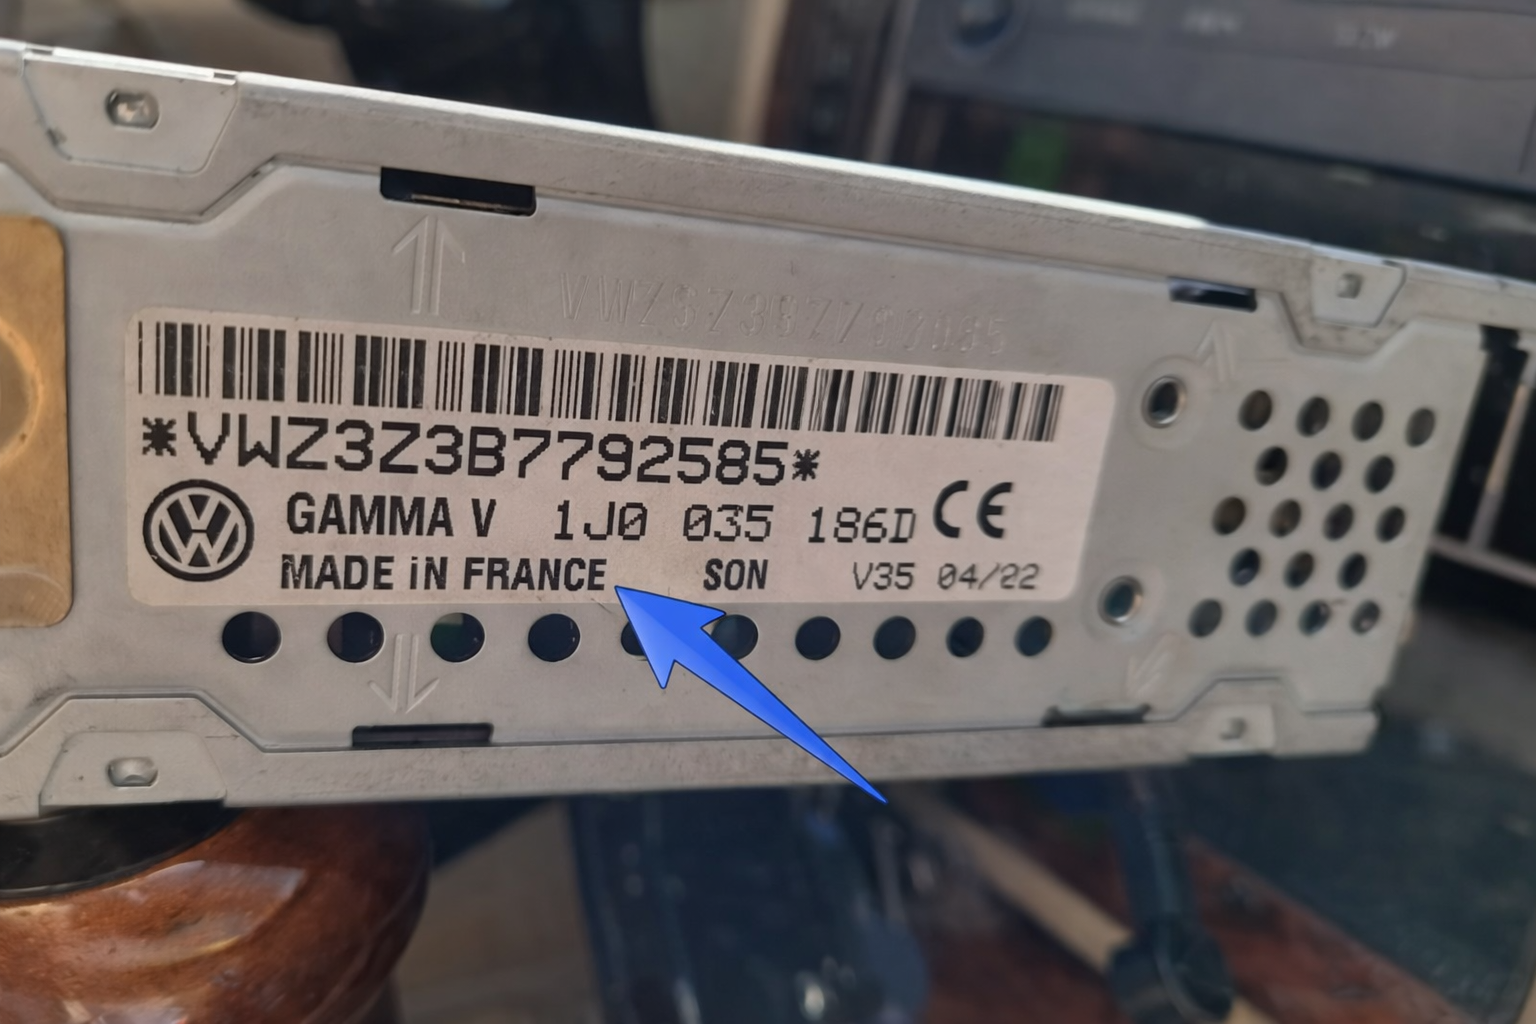 *VWZ3Z3B7792585*
GAMMA V 1J0 035 186D CE
MADE iN FRANCE SON V35 04/22